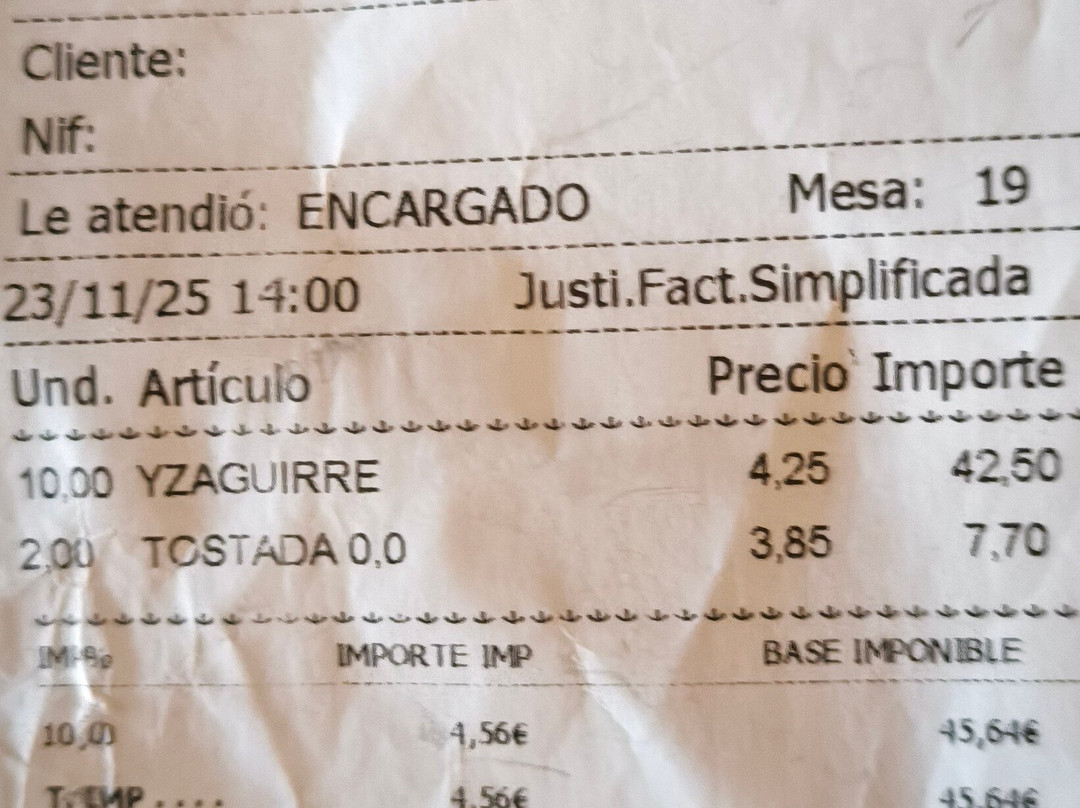 Cliente:
Nif:
Le atendió: ENCARGADO Mesa: 19
23/11/25 14:00 Justi.Fact.Simplificada
Und. Artículo Precio Importe
10,00 YZAGUIRRE 4,25 42,50
2,00 TOSTADA 0,0 3,85 7,70
IMP% IMPORTE IMP BASE IMPONIBLE
10,00 4,56€ 45,64€
T. IMP.... 4,56€ 45,64€